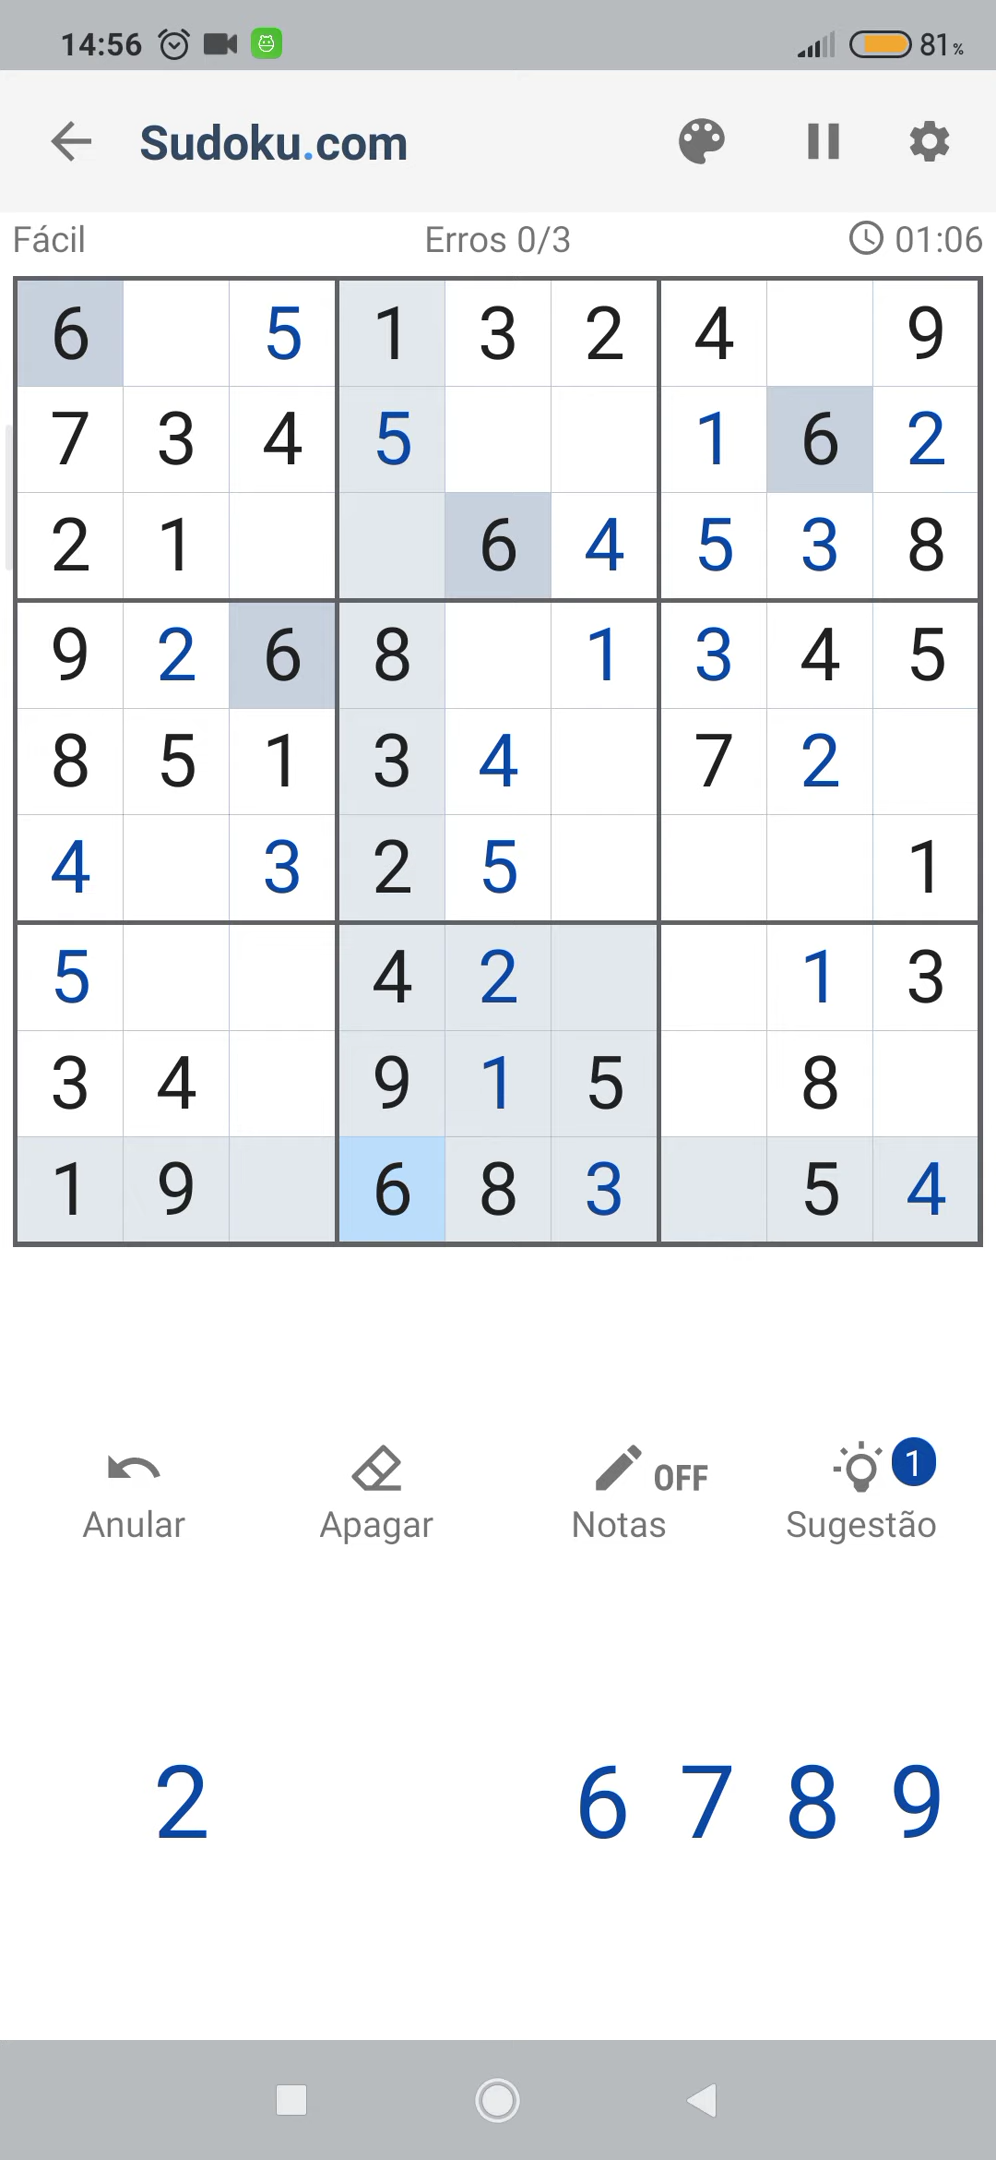 14:56 81%
Sudoku.com
Fácil Erros 0/3 01:06
6 5 1 3 2 4 9
7 3 4 5 1 6 2
2 1 6 4 5 3 8
9 2 6 8 1 3 4 5
8 5 1 3 4 7 2
4 3 2 5 1
5 4 2 1 3
3 4 9 1 5 8
1 9 6 8 3 5 4
OFF 1
Anular Apagar Notas Sugestão
2 6 7 8 9